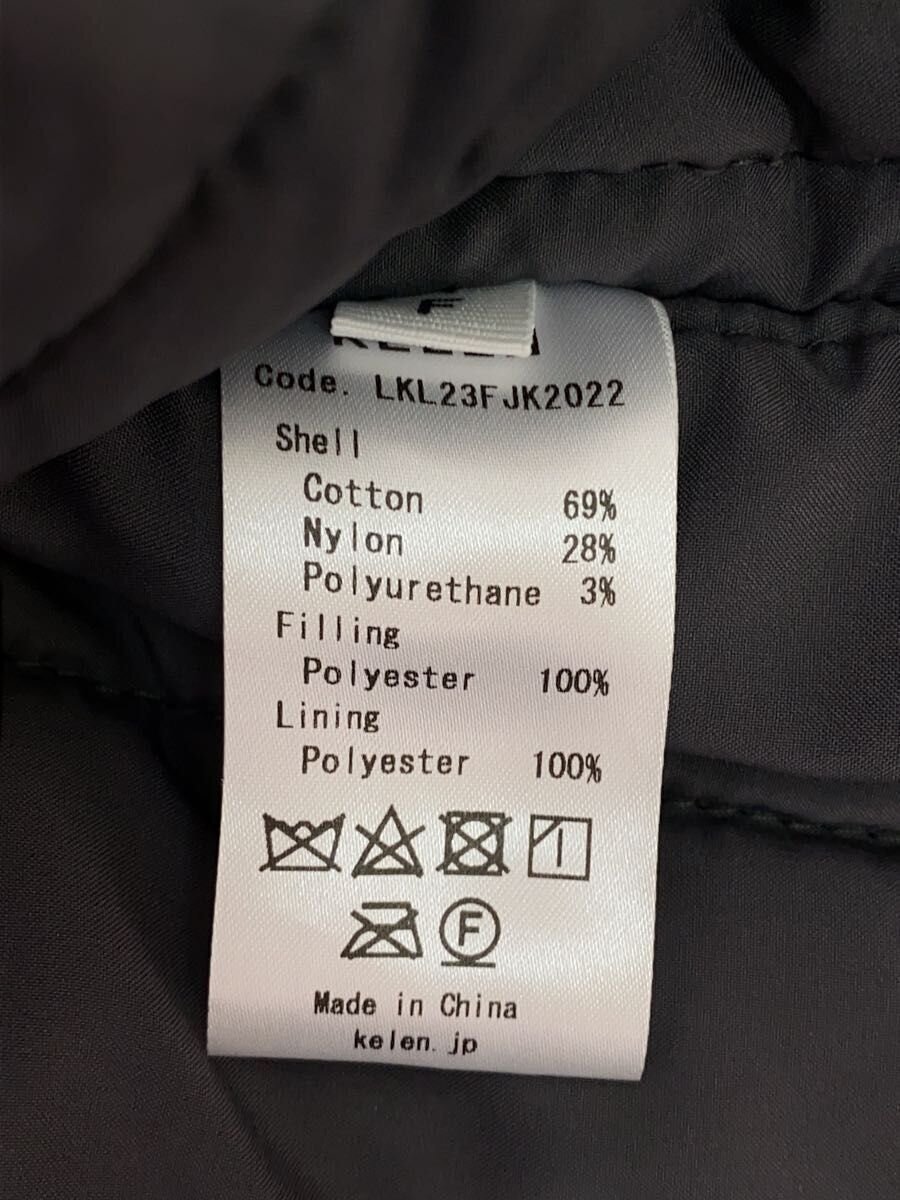 F
Code. LKL23FJK2022
Shell
Cotton 69%
Nylon 28%
Polyurethane 3%
Filling
Polyester 100%
Lining
Polyester 100%
F
Made in China
kelen.jp